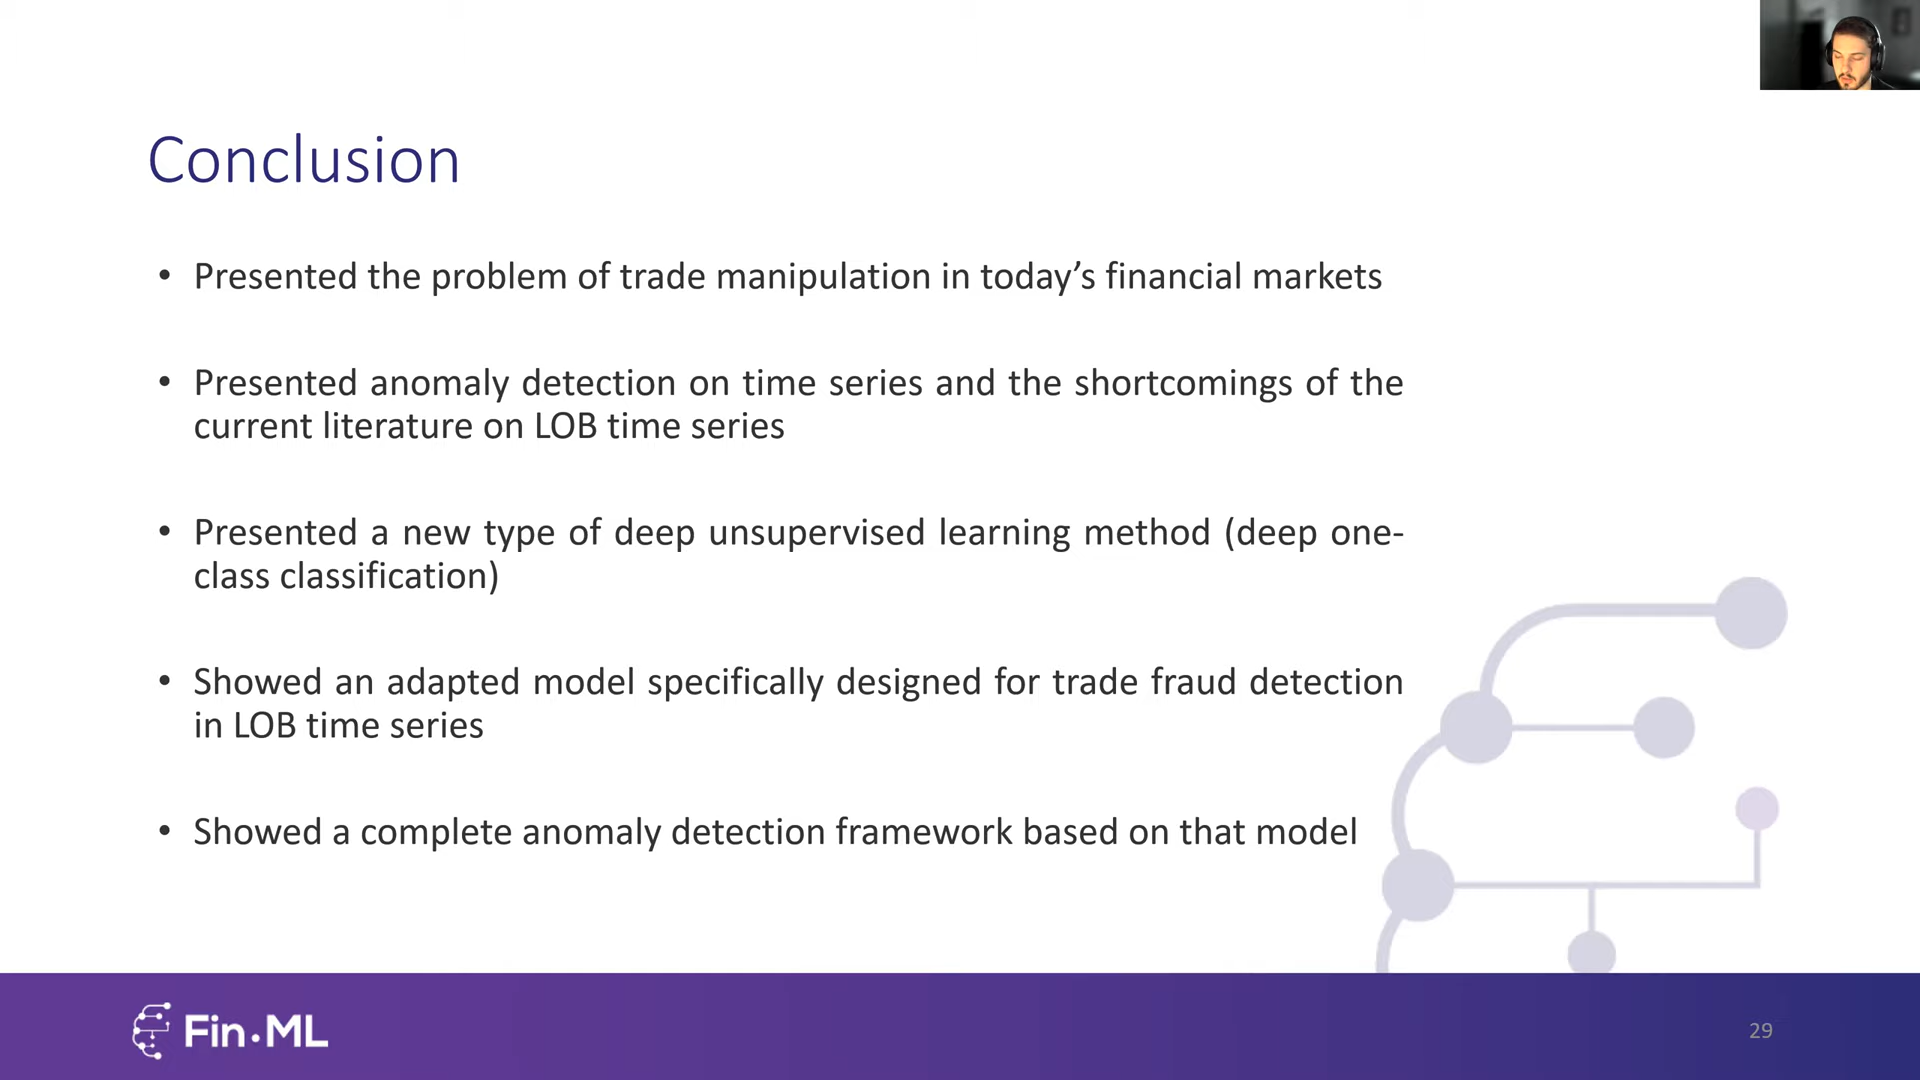 Conclusion
• Presented the problem of trade manipulation in today’s financial markets
• Presented anomaly detection on time series and the shortcomings of the
current literature on LOB time series
• Presented a new type of deep unsupervised learning method (deep one-
class classification)
• Showed an adapted model specifically designed for trade fraud detection
in LOB time series
• Showed a complete anomaly detection framework based on that model
Fin·ML
29